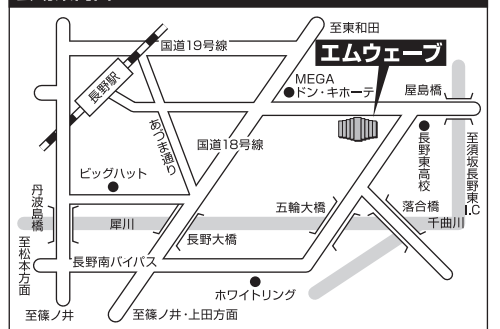 至東和田
国道19号線
エムウェーブ
MEGA
ドン・キホーテ
屋島橋
長野駅
あづま通り
国道18号線
長野東高校
至須坂長野東I.C
ビッグハット
丹波島橋
犀川
五輪大橋
落合橋
千曲川
長野大橋
至松本方面
長野南バイパス
ホワイトリング
至篠ノ井
至篠ノ井・上田方面